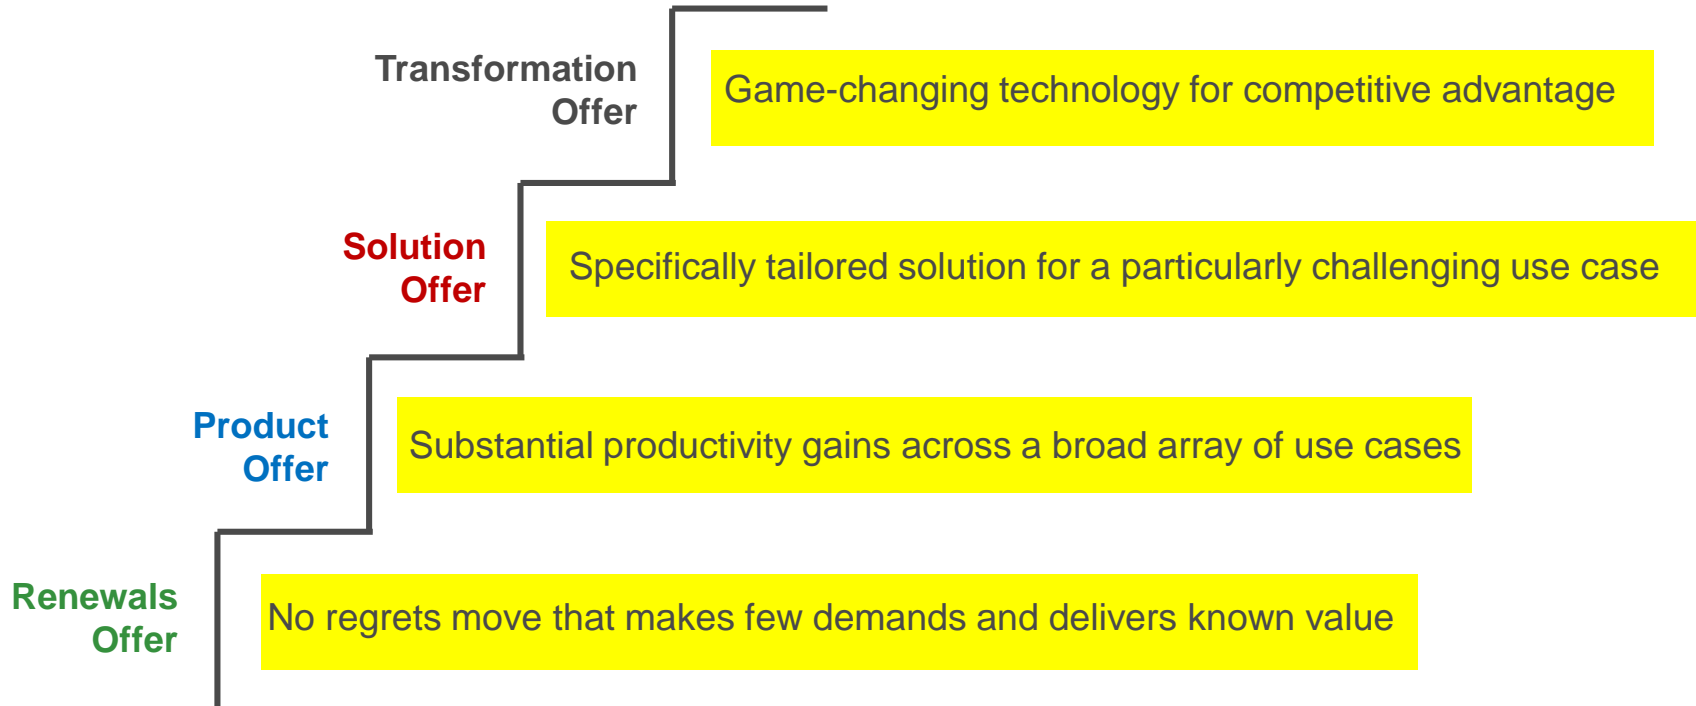 Transformation
Offer
Game-changing technology for competitive advantage
Solution
Offer
Specifically tailored solution for a particularly challenging use case
Product
Offer
Substantial productivity gains across a broad array of use cases
Renewals
Offer
No regrets move that makes few demands and delivers known value